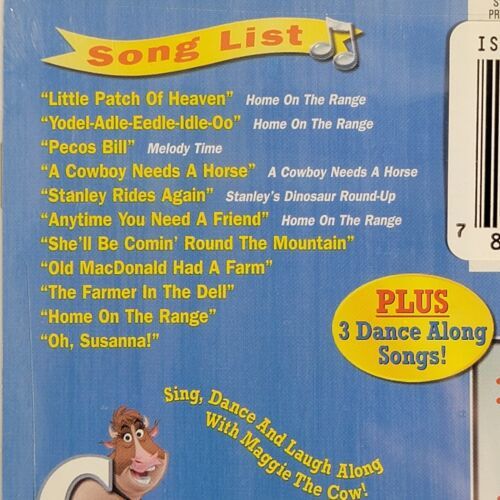 Song List
"Little Patch Of Heaven" Home On The Range
"Yodel-Adle-Eedle-Idle-Oo" Home On The Range
"Pecos Bill" Melody Time
"A Cowboy Needs A Horse" A Cowboy Needs A Horse
"Stanley Rides Again" Stanley's Dinosaur Round-Up
"Anytime You Need A Friend" Home On The Range
"She'll Be Comin' Round The Mountain"
"Old MacDonald Had A Farm"
"The Farmer In The Dell"
"Home On The Range"
"Oh, Susanna!"
PLUS
3 Dance Along
Songs!
Sing, Dance And Laugh Along
With Maggie The Cow!
IS
7 8